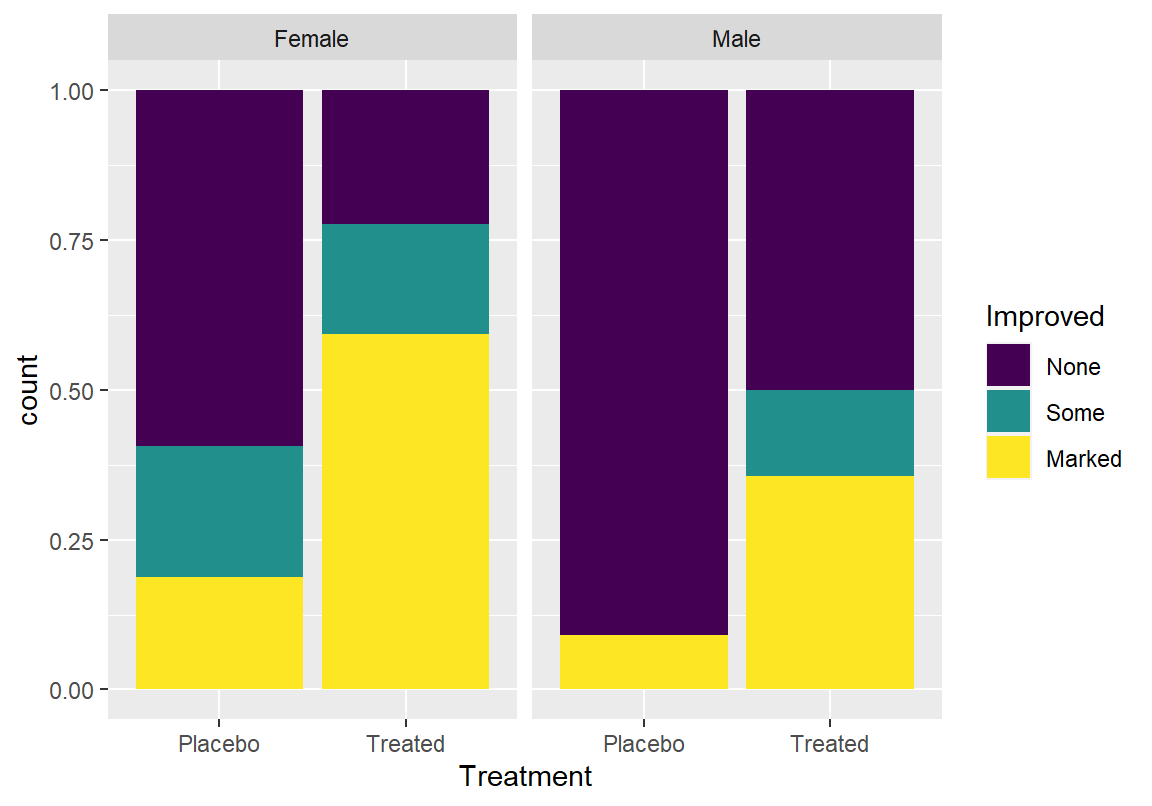 Female Male
1.00
0.75
0.50
0.25
0.00
count
Placebo Treated Placebo Treated
Treatment
Improved
None
Some
Marked